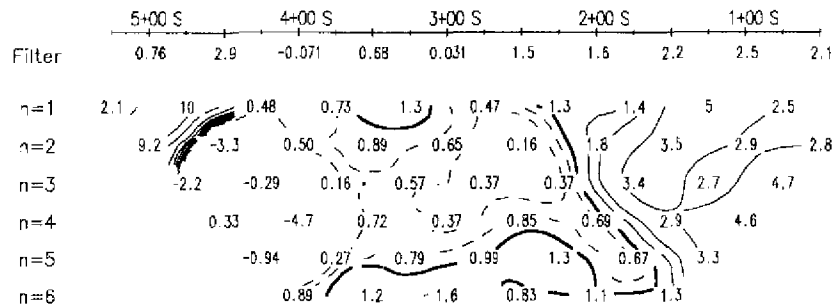 5+00 S 4+00 S 3+00 S 2+00 S 1+00 S
Filter 0.76 2.9 -0.071 0.68 0.031 1.5 1.6 2.2 2.5 2.1
n=1 2.1 10 0.48 0.73 1.3 0.47 1.3 1.4 5 2.5
n=2 9.2 -3.3 0.50 0.89 0.65 0.16 1.8 3.5 2.9 2.8
n=3 -2.2 -0.29 0.16 0.57 0.37 0.37 3.4 2.7 4.7
n=4 0.33 -4.7 0.72 0.37 0.85 0.69 2.9 4.6
n=5 -0.94 0.27 0.79 0.99 1.3 0.67 3.3
n=6 0.89 1.2 -1.6 0.83 1.1 1.3